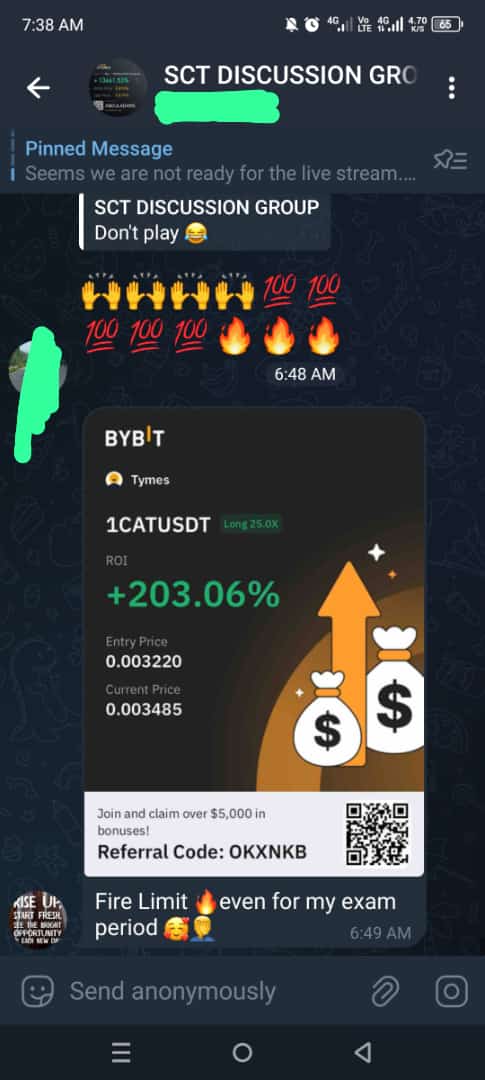 7:38 AM
4G
Vo
LTE
4G
4.70
K/S
65
SCT DISCUSSION GRO
Pinned Message
Seems we are not ready for the live stream....
SCT DISCUSSION GROUP
Don't play 😂
🙌🙌🙌🙌💯💯
💯💯💯🔥🔥🔥
6:48 AM
BYBIT
Tymes
1CATUSDT Long 25.0X
ROI
+203.06%
Entry Price
0.003220
Current Price
0.003485
$ $
Join and claim over $5,000 in
bonuses!
Referral Code: OKXNKB
RISE UP,
START FRESH,
SEE THE BRIGHT
OPPORTUNITY
Fire Limit 🔥even for my exam
period 🥰🤦‍♂️
6:49 AM
Send anonymously